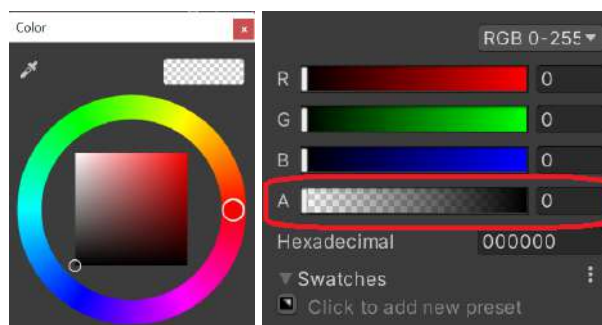 Color
x
RGB 0-255
R 0
G 0
B 0
A 0
Hexadecimal 000000
Swatches
Click to add new preset